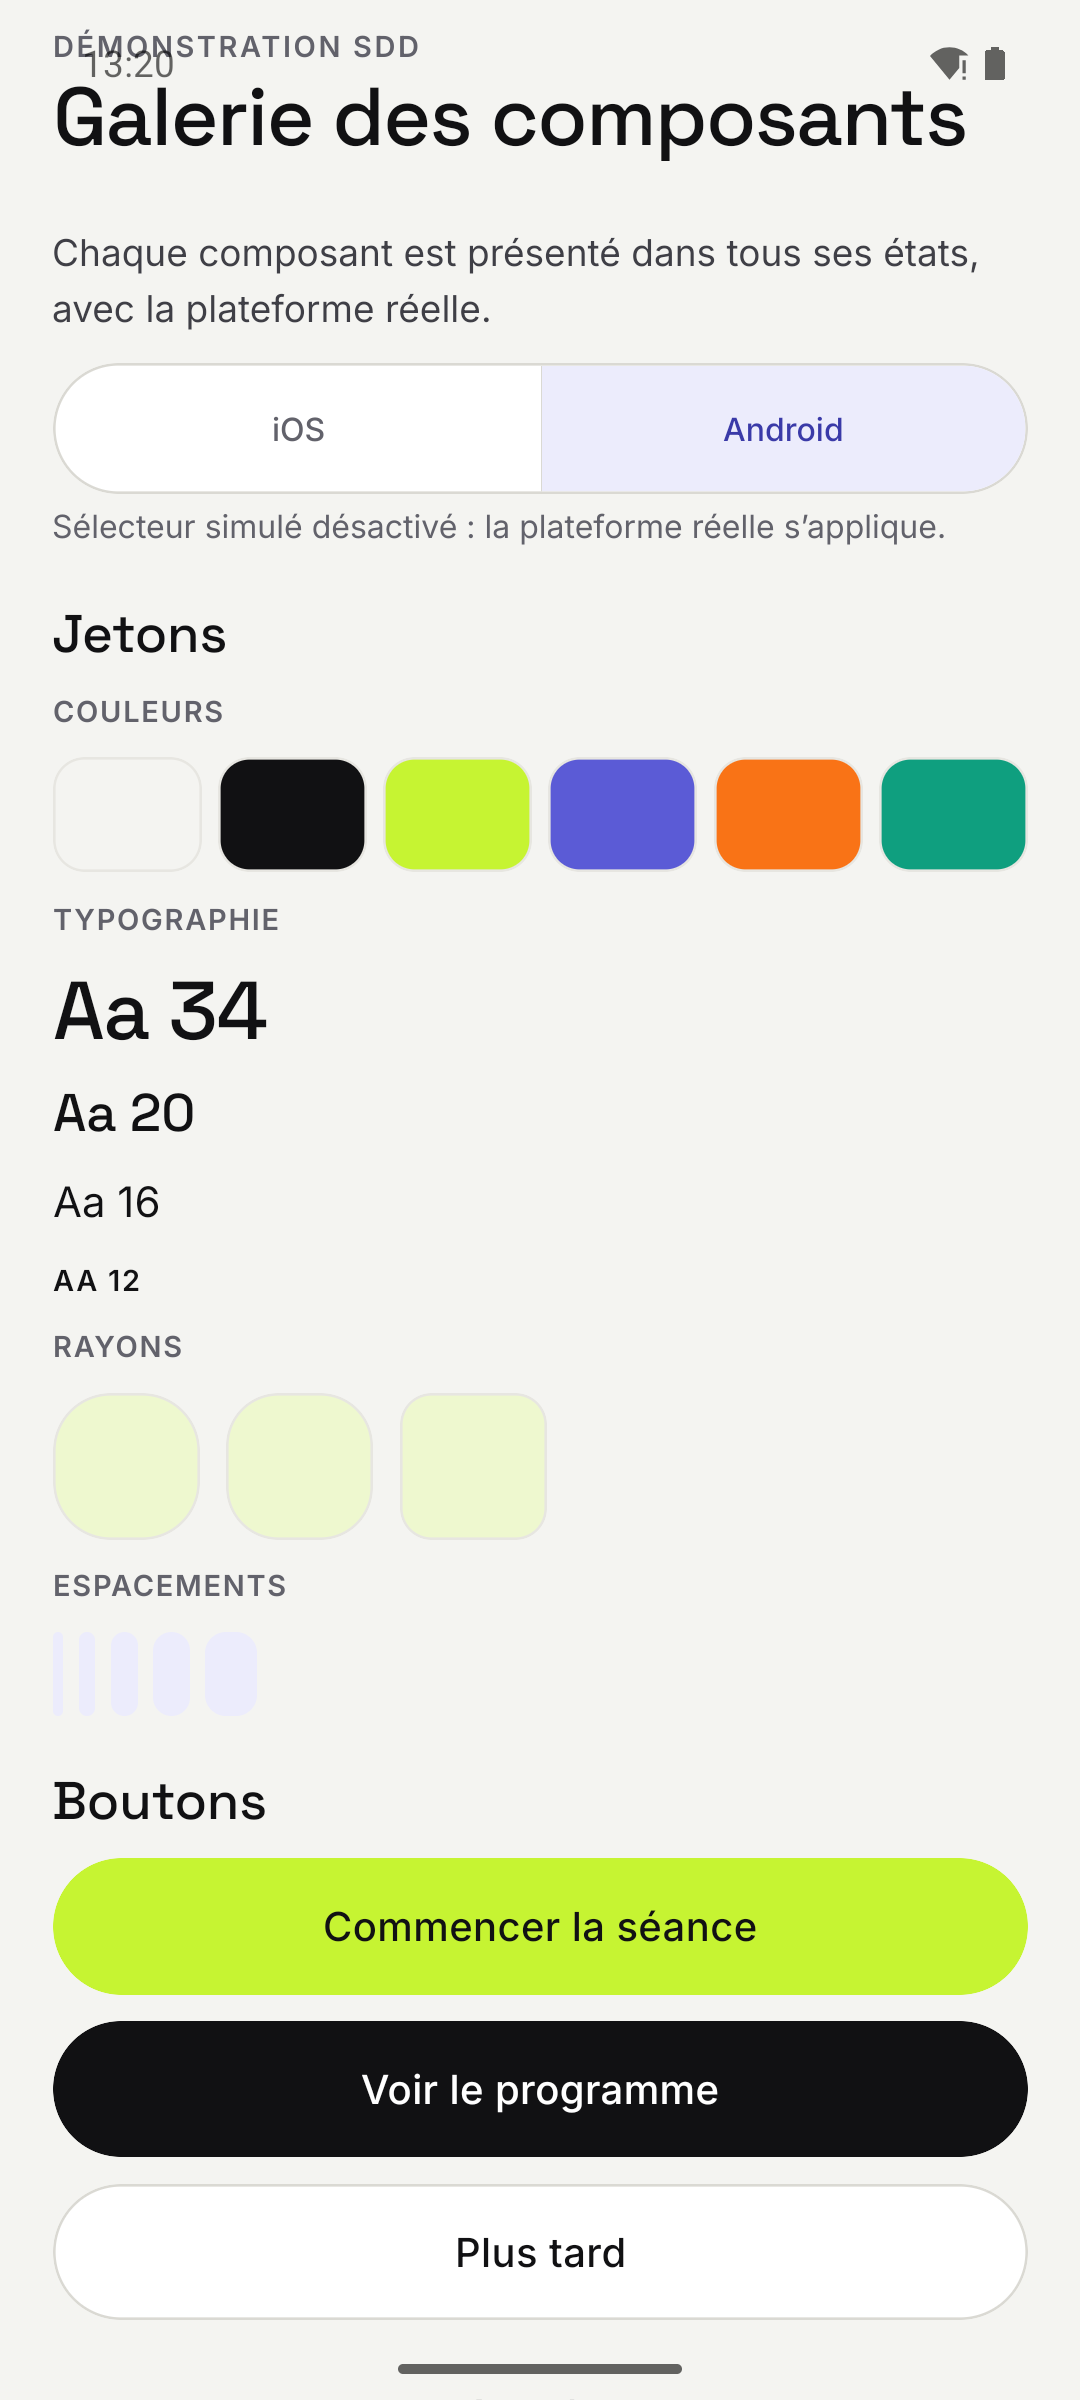 DÉMONSTRATION SDD
13:20
Galerie des composants
Chaque composant est présenté dans tous ses états,
avec la plateforme réelle.
iOS
Android
Sélecteur simulé désactivé : la plateforme réelle s’applique.
Jetons
COULEURS
TYPOGRAPHIE
Aa 34
Aa 20
Aa 16
AA 12
RAYONS
ESPACEMENTS
Boutons
Commencer la séance
Voir le programme
Plus tard